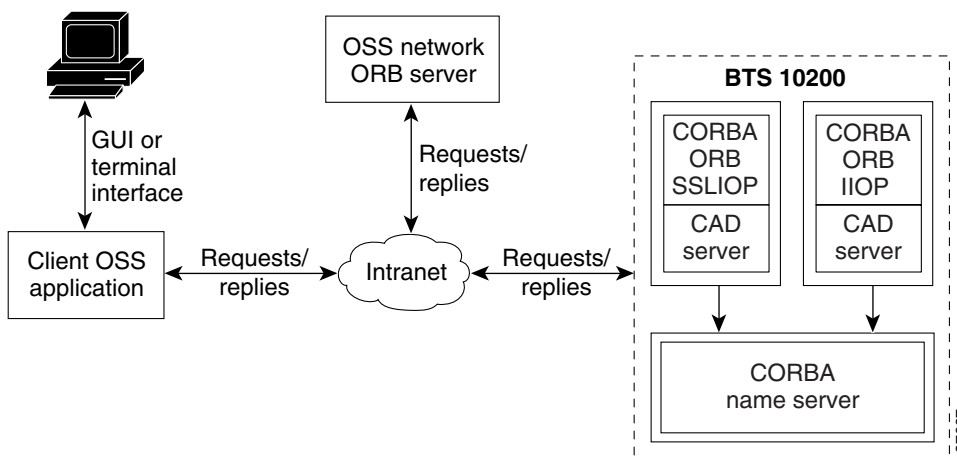 OSS network
ORB server
BTS 10200
GUI or
terminal
interface
Requests/
replies
CORBA
ORB
SSLIOP
CAD
server
CORBA
ORB
IIOP
CAD
server
Client OSS
application
Requests/
replies
Intranet
Requests/
replies
CORBA
name server